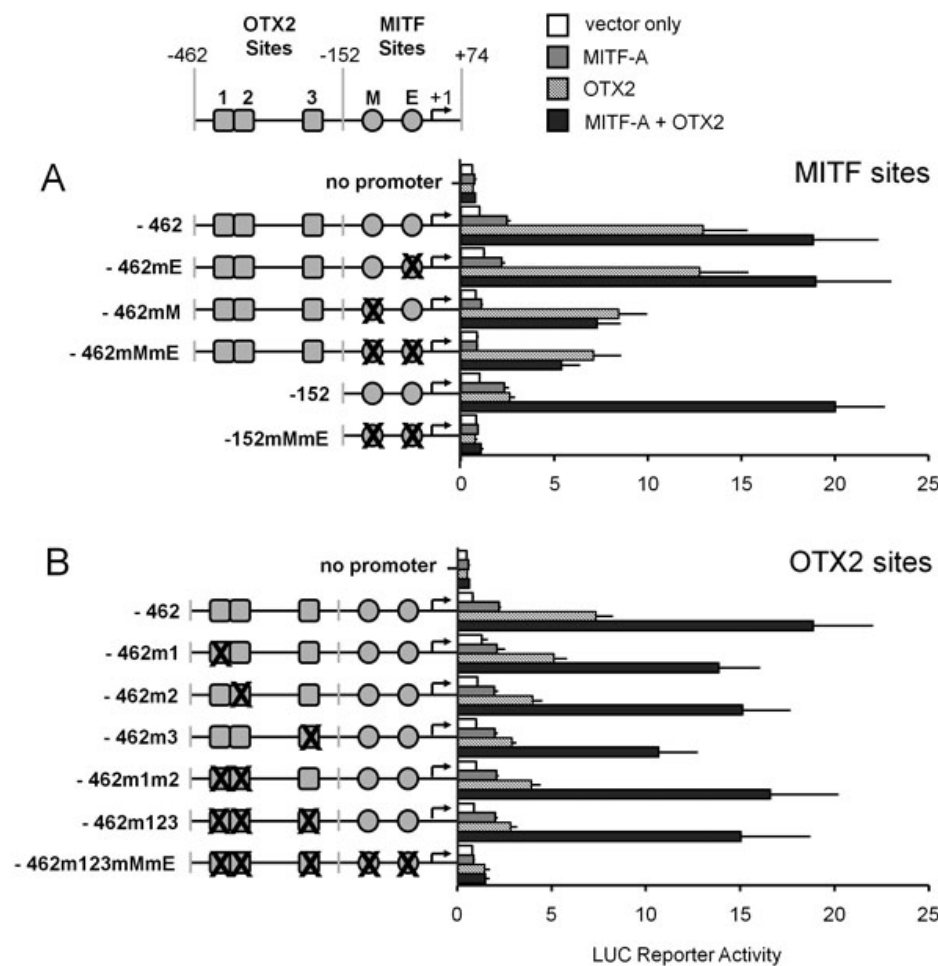 OTX2 Sites
MITF Sites
-462
-152
+74
1 2 3 M E +1
vector only
MITF-A
OTX2
MITF-A + OTX2
A
MITF sites
no promoter
- 462
- 462mE
- 462mM
- 462mMmE
-152
-152mMmE
0 5 10 15 20 25
B
OTX2 sites
no promoter
- 462
- 462m1
- 462m2
- 462m3
- 462m1m2
- 462m123
- 462m123mMmE
0 5 10 15 20 25
LUC Reporter Activity